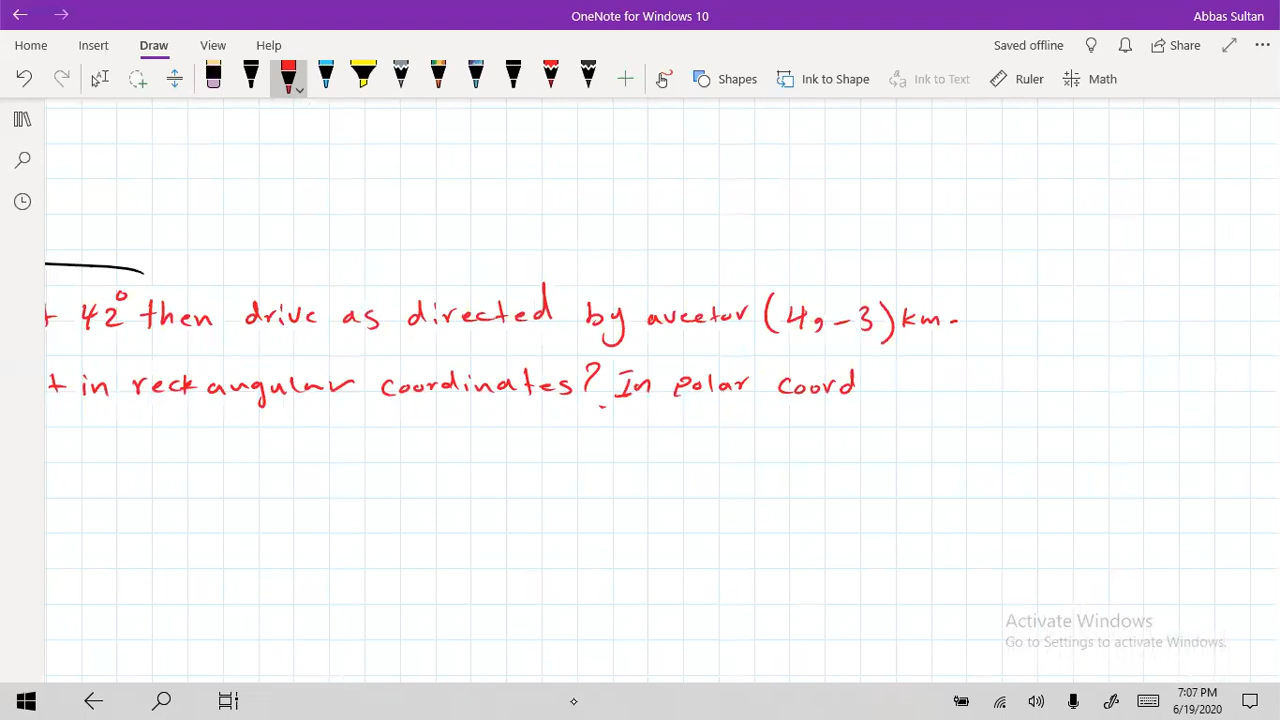 OneNote for Windows 10
Abbas Sultan
Home Insert Draw View Help
Saved offline Share
Shapes Ink to Shape Ink to Text Ruler Math
t 42° then drive as directed by avector (4, -3) km.
t in reckangular coordinates? In polar coord
Activate Windows
Go to Settings to activate Windows.
7:07 PM
6/19/2020